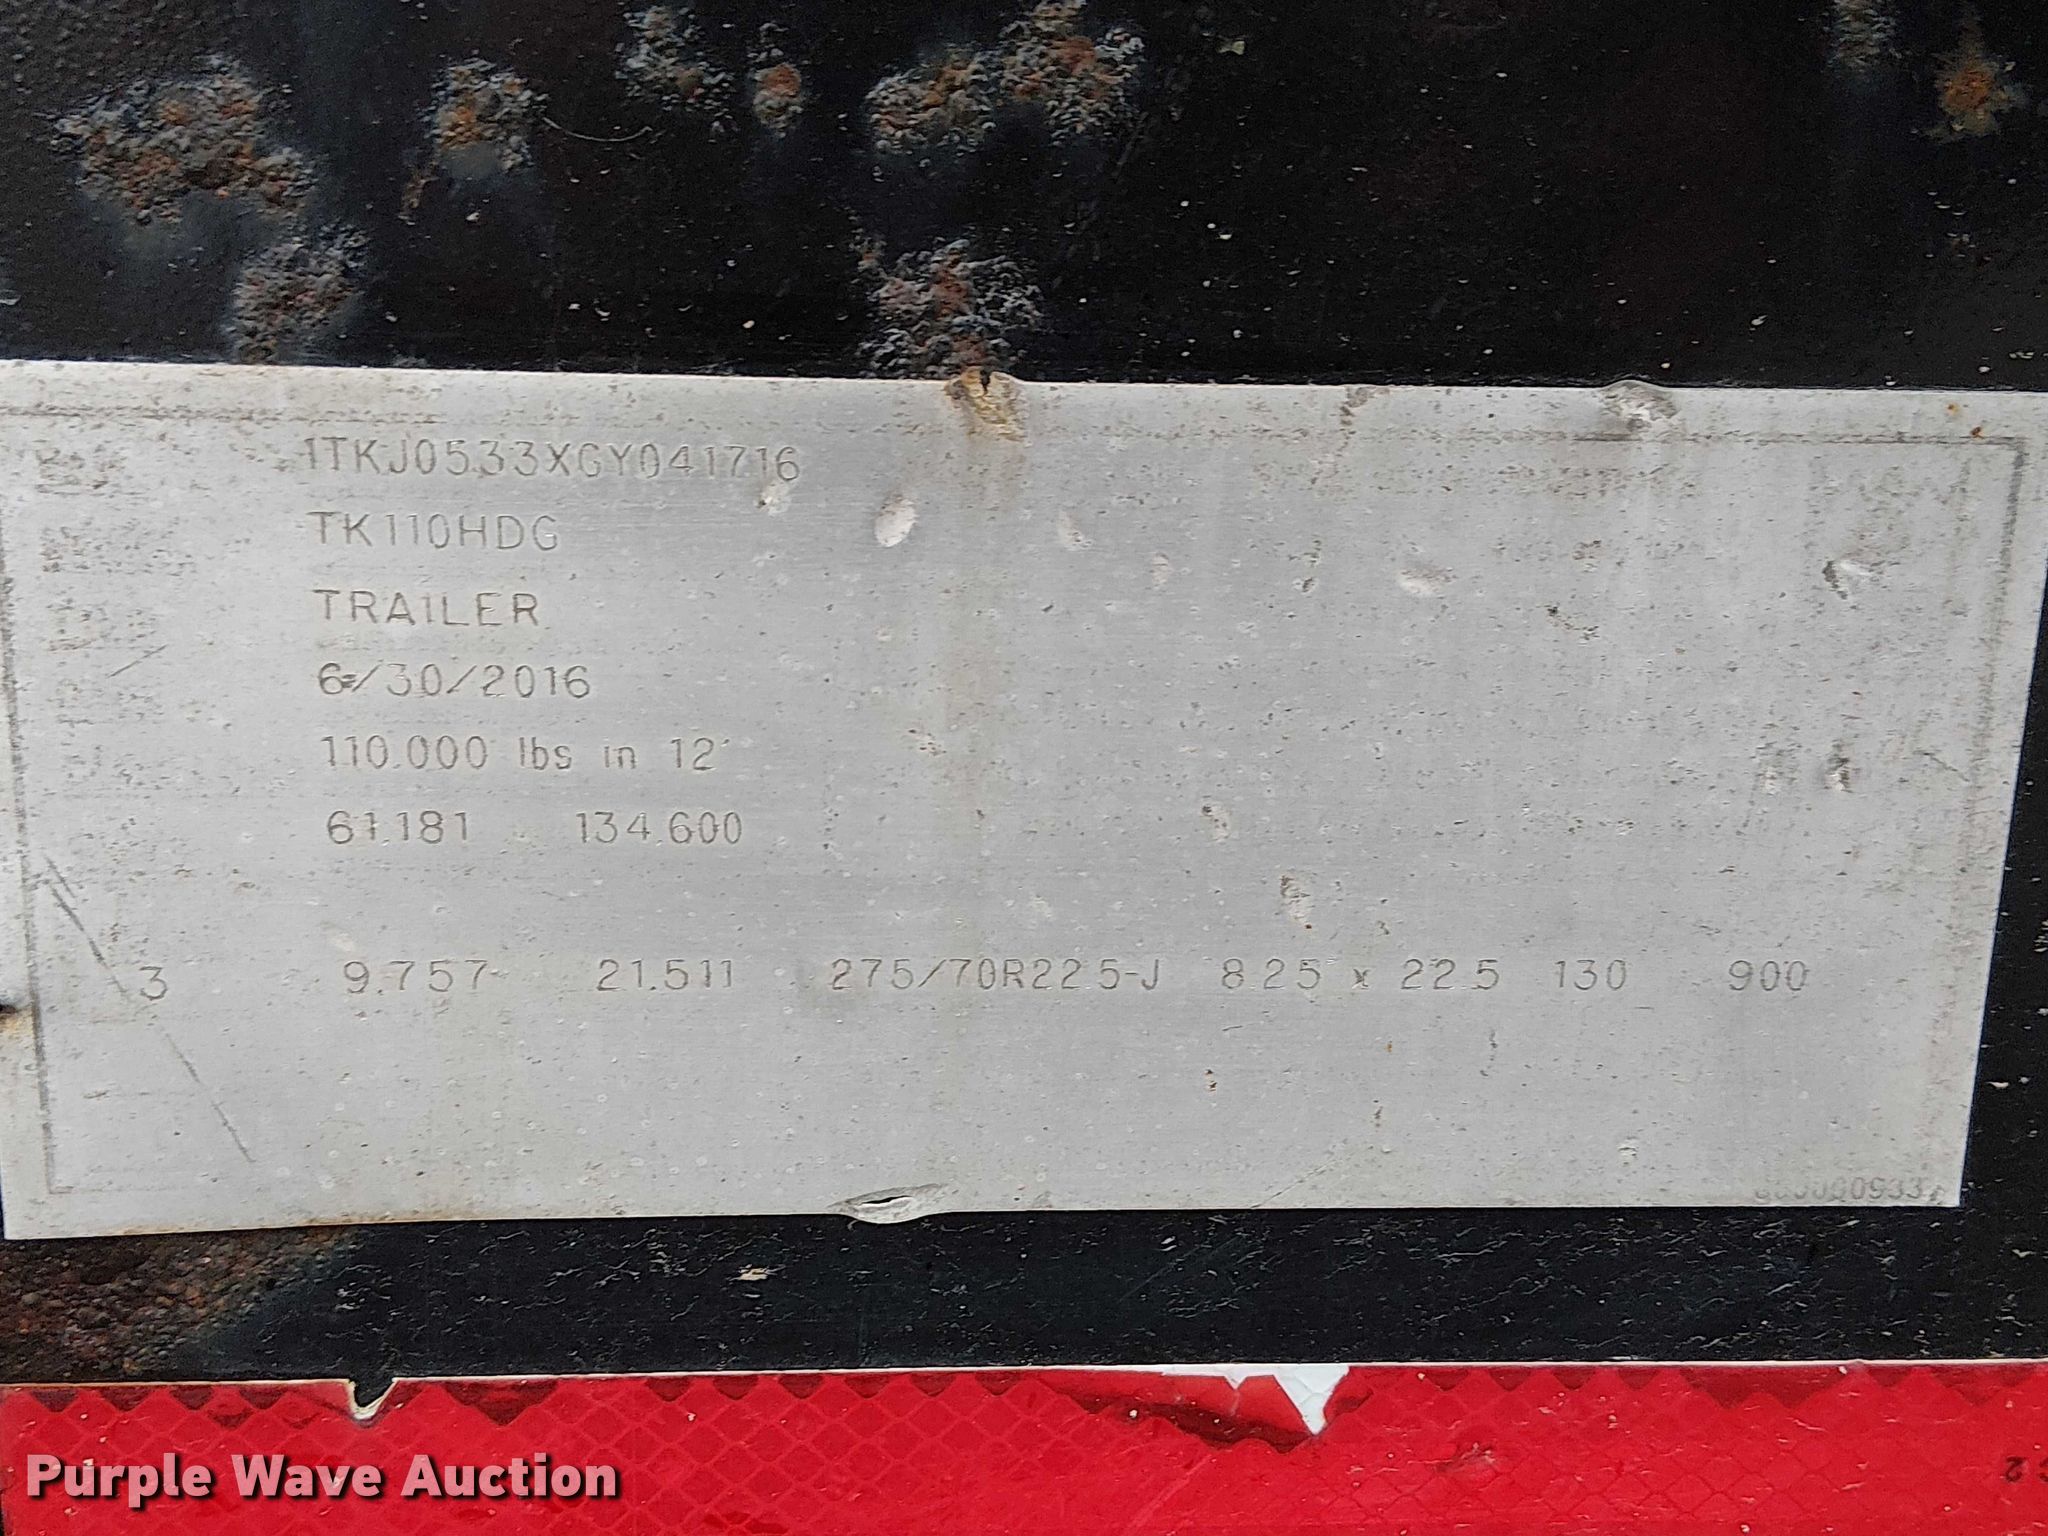 1TKJ0533XGY041716
TK110HDG
TRAILER
6/30/2016
110.000 lbs in 12'
61.181 134.600
3 9.757 21.511 275/70R22.5-J 8.25 x 22.5 130 900
Purple Wave Auction